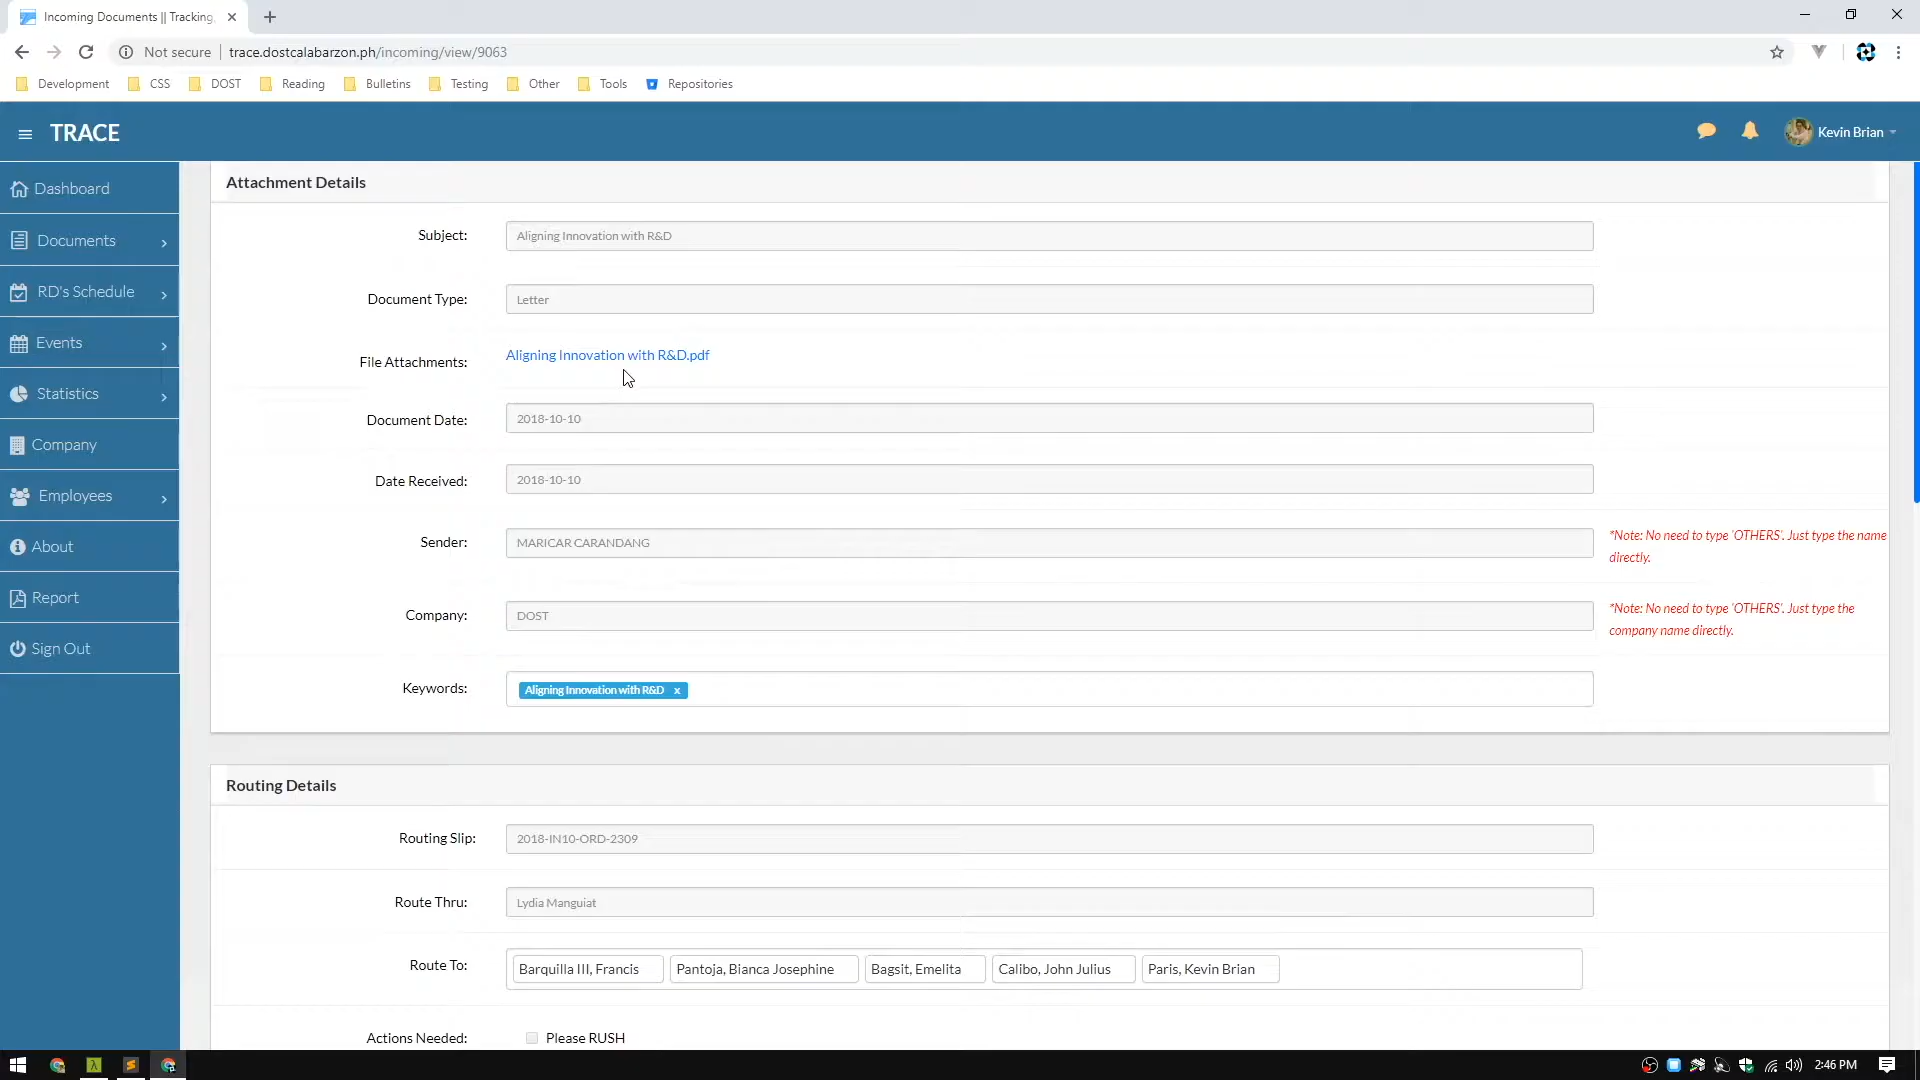 Incoming Documents || Tracking,
Not secure | trace.dostcalabarzon.ph/incoming/view/9063
Development CSS DOST Reading Bulletins Testing Other Tools Repositories
TRACE
Kevin Brian
Dashboard
Documents
RD's Schedule
Events
Statistics
Company
Employees
About
Report
Sign Out
Attachment Details
Subject: Aligning Innovation with R&D
Document Type: Letter
File Attachments: Aligning Innovation with R&D.pdf
Document Date: 2018-10-10
Date Received: 2018-10-10
Sender: MARICAR CARANDANG
*Note: No need to type 'OTHERS'. Just type the name
directly.
Company: DOST
*Note: No need to type 'OTHERS'. Just type the
company name directly.
Keywords: Aligning Innovation with R&D x
Routing Details
Routing Slip: 2018-IN10-ORD-2309
Route Thru: Lydia Manguiat
Route To: Barquilla III, Francis Pantoja, Bianca Josephine Bagsit, Emelita Calibo, John Julius Paris, Kevin Brian
Actions Needed: Please RUSH
2:46 PM